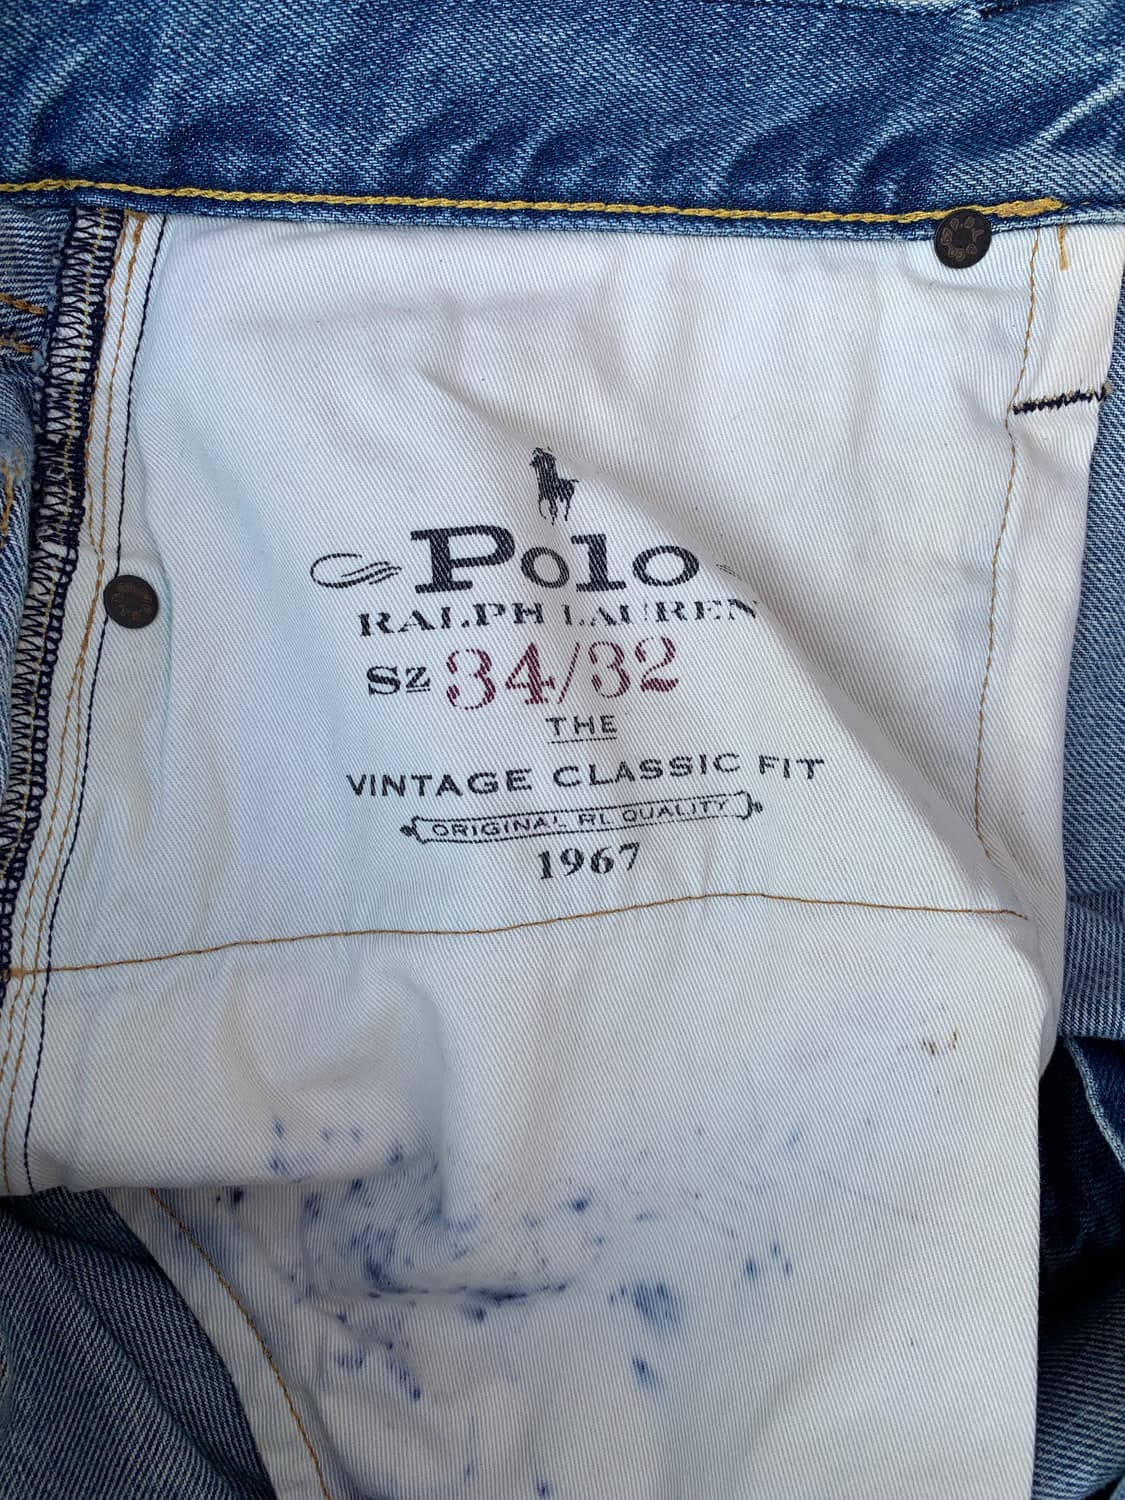 Polo
RALPH LAUREN
Sz 34/32
THE
VINTAGE CLASSIC FIT
ORIGINAL RL QUALITY
1967